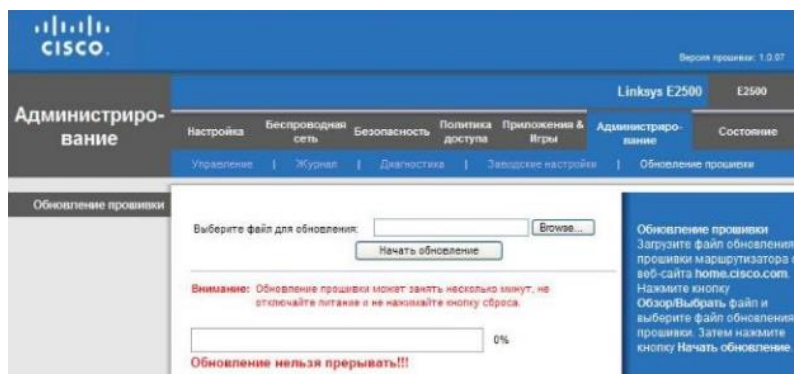 CISCO.
Версия прошивки: 1.0.07
Linksys E2500
E2500
Администриро-
вание
Настройка
Беспроводная
сеть
Безопасность
Политика
доступа
Приложения &
Игры
Администриро-
вание
Состояние
Управление | Журнал | Диагностика | Заводские настройки | Обновление прошивки
Обновление прошивки
Выберите файл для обновления:
Browse...
Начать обновление
Внимание: Обновление прошивки может занять несколько минут, не
отключайте питание и не нажимайте кнопку сброса.
0%
Обновление нельзя прерывать!!!
Обновление прошивки
Загрузите файл обновления
прошивки маршрутизатора с
веб-сайта home.cisco.com.
Нажмите кнопку
Обзор/Выбрать файл и
выберите файл обновления
прошивки. Затем нажмите
кнопку Начать обновление.